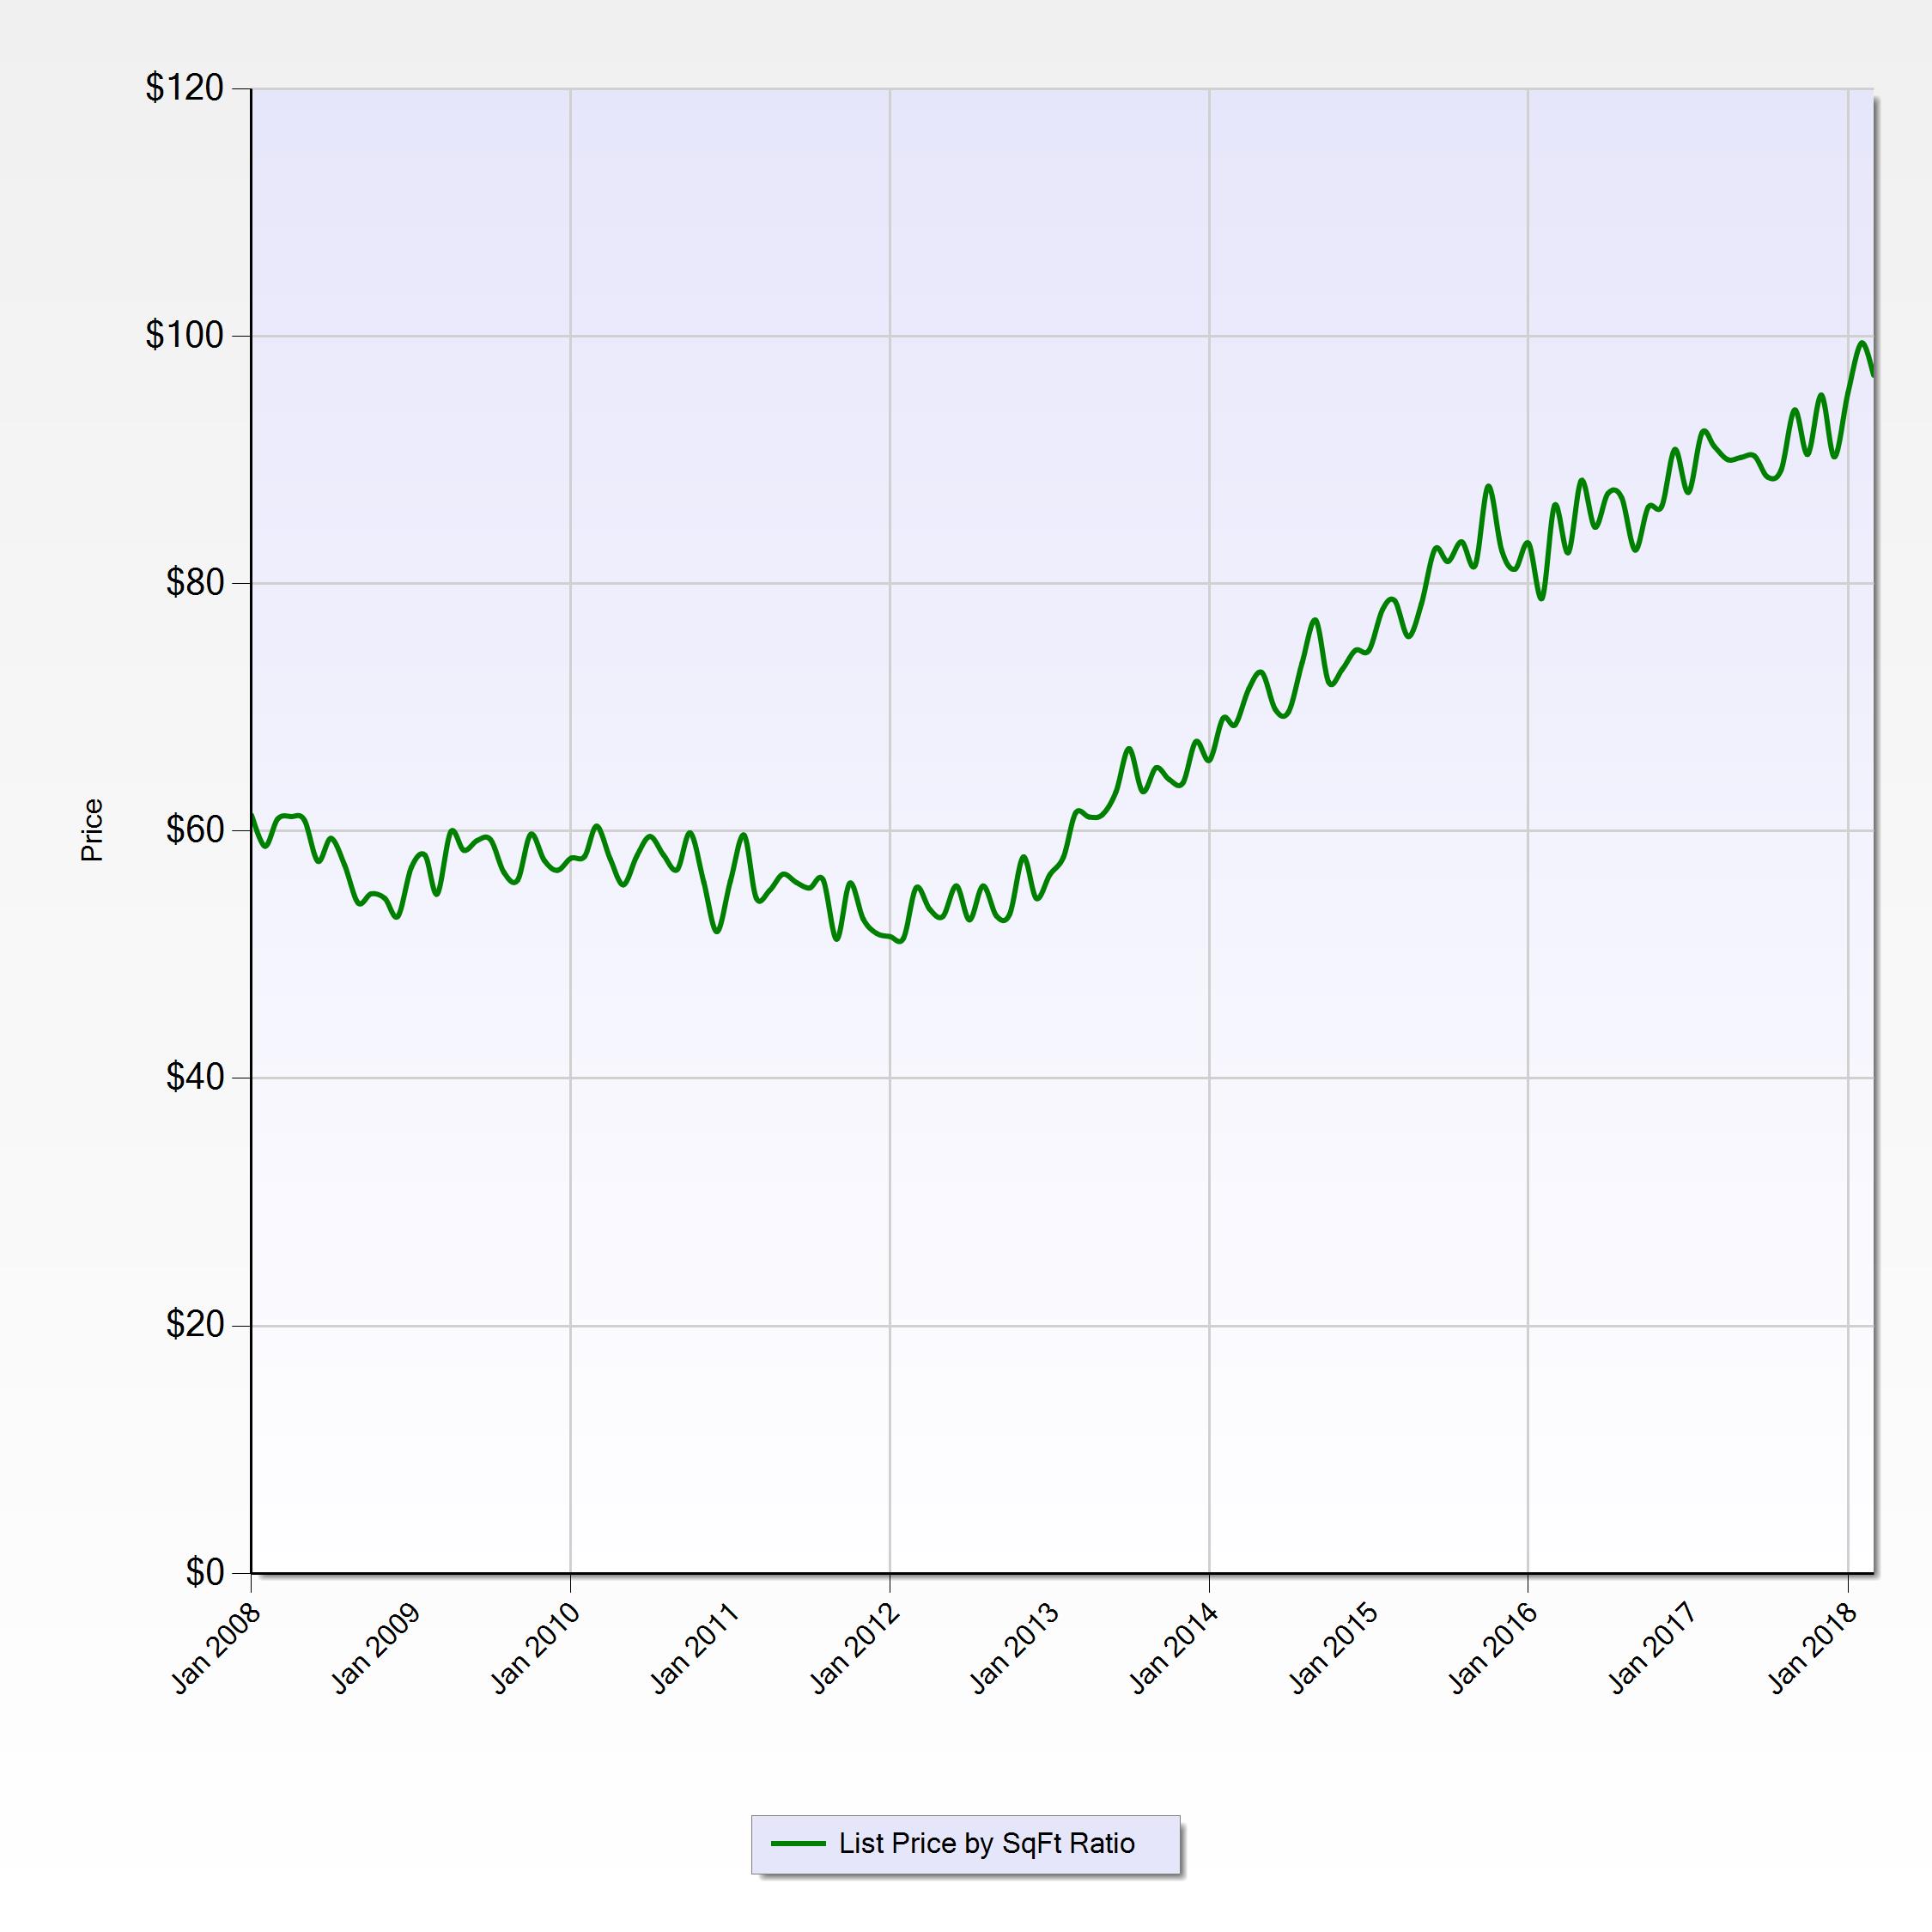 $120
$100
$80
$60
$40
$20
$0
Price
Jan 2008
Jan 2009
Jan 2010
Jan 2011
Jan 2012
Jan 2013
Jan 2014
Jan 2015
Jan 2016
Jan 2017
Jan 2018
List Price by SqFt Ratio